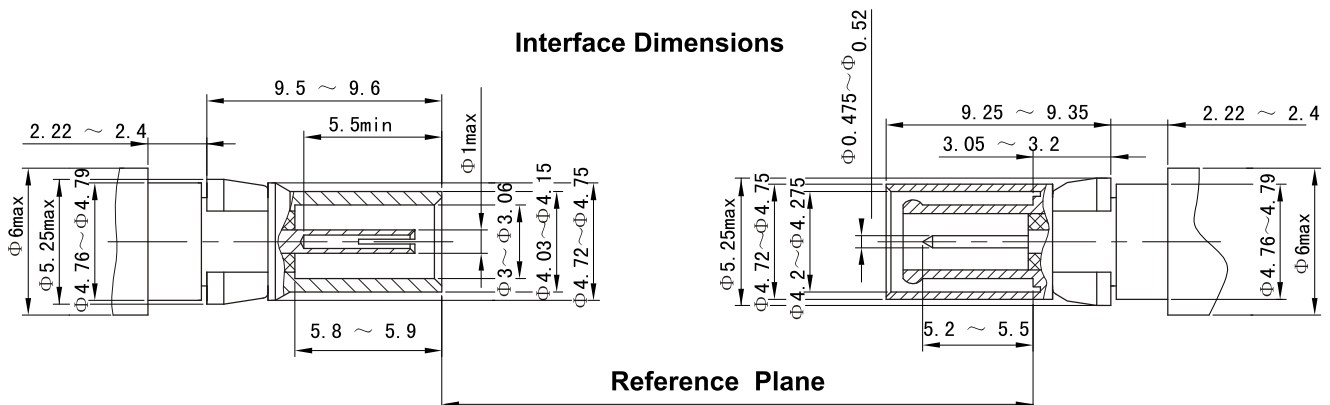 Interface Dimensions
9.5 ~ 9.6
5.5min
2.22 ~ 2.4
Φ1max
Φ6max
Φ5.25max
Φ4.76~Φ4.79
Φ3~Φ3.06
Φ4.03~Φ4.15
Φ4.72~Φ4.75
5.8 ~ 5.9
Φ0.475~Φ0.52
9.25 ~ 9.35
2.22 ~ 2.4
3.05 ~ 3.2
Φ5.25max
Φ4.72~Φ4.75
Φ4.2~Φ4.275
Φ4.76~4.79
Φ6max
5.2 ~ 5.5
Reference Plane